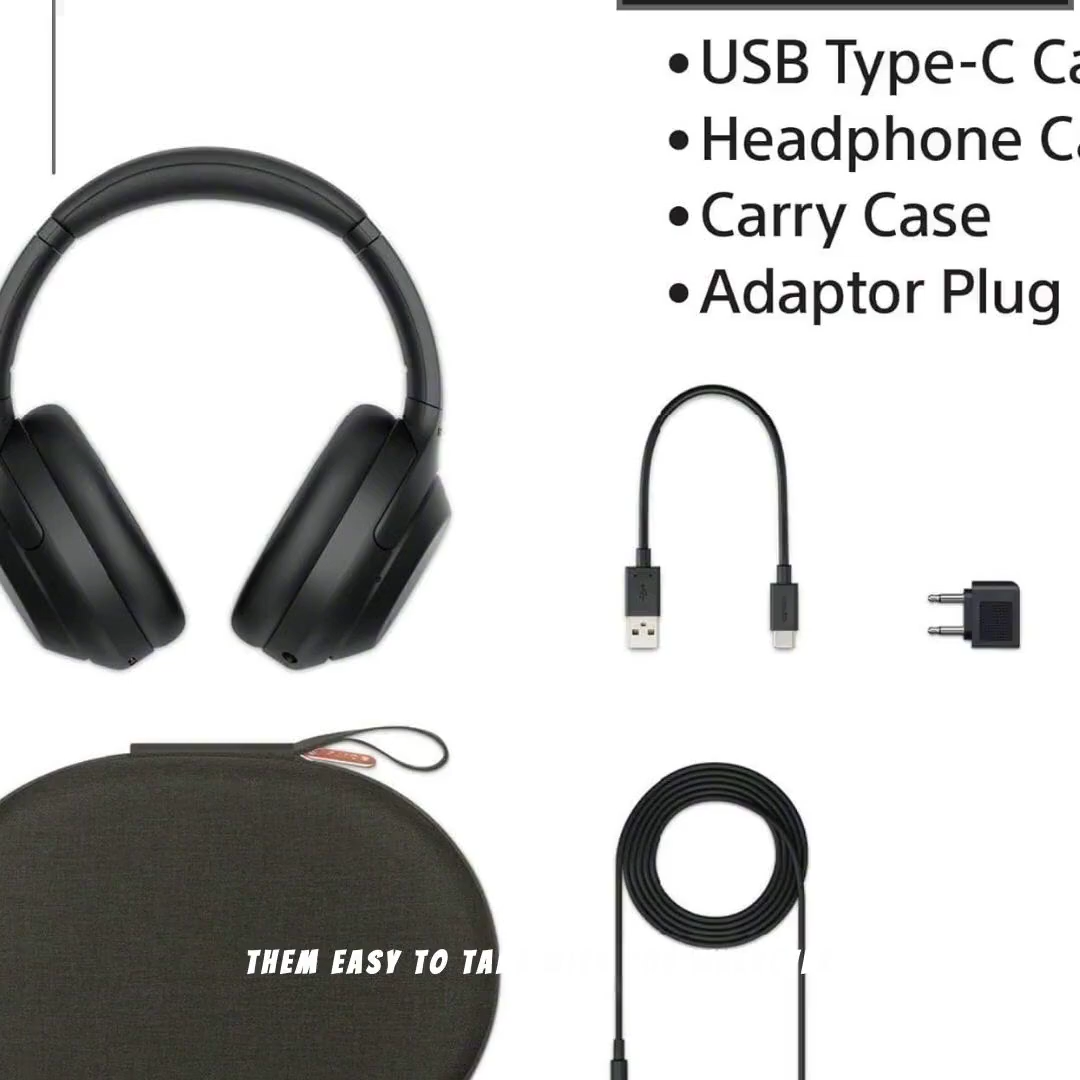 •USB Type-C Ca
•Headphone Ca
•Carry Case
•Adaptor Plug
THEM EASY TO TA